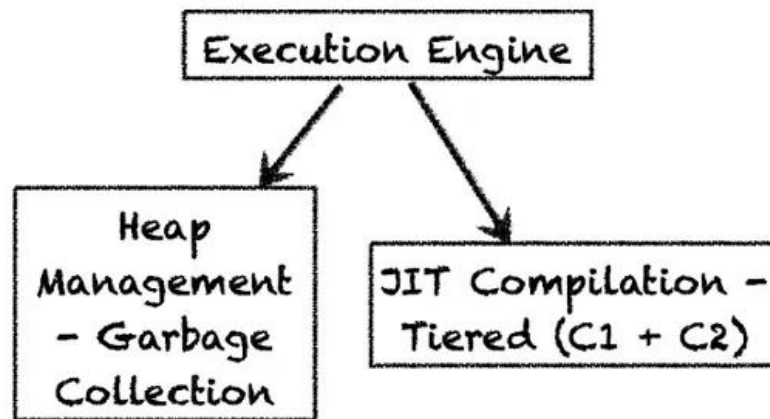 Execution Engine
Heap
Management
- Garbage
Collection
JIT Compilation -
Tiered (C1 + C2)